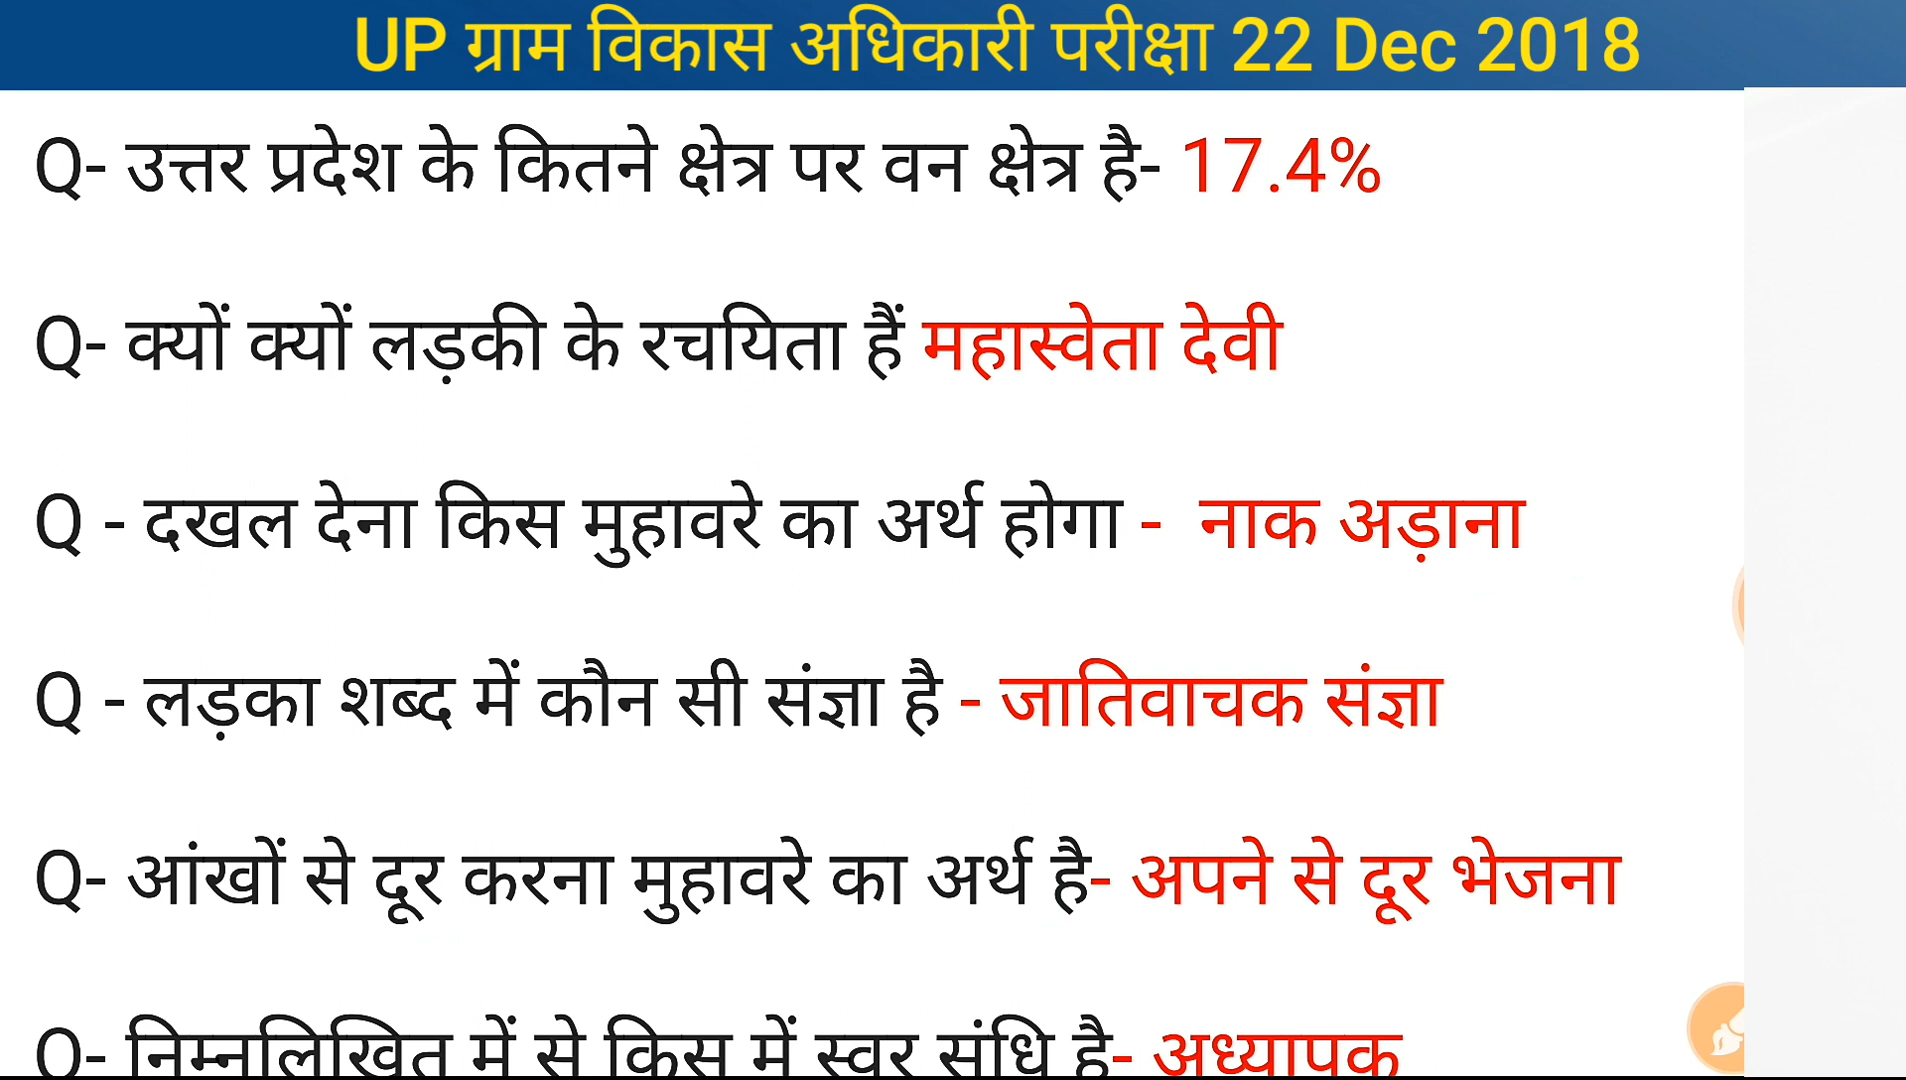 UP ग्राम विकास अधिकारी परीक्षा 22 Dec 2018
Q- उत्तर प्रदेश के कितने क्षेत्र पर वन क्षेत्र है- 17.4%
Q- क्यों क्यों लड़की के रचयिता हैं महास्वेता देवी
Q - दखल देना किस मुहावरे का अर्थ होगा - नाक अड़ाना
Q - लड़का शब्द में कौन सी संज्ञा है - जातिवाचक संज्ञा
Q- आंखों से दूर करना मुहावरे का अर्थ है- अपने से दूर भेजना
Q- निम्नलिखित में से किस में स्वर संधि है- अध्यापक